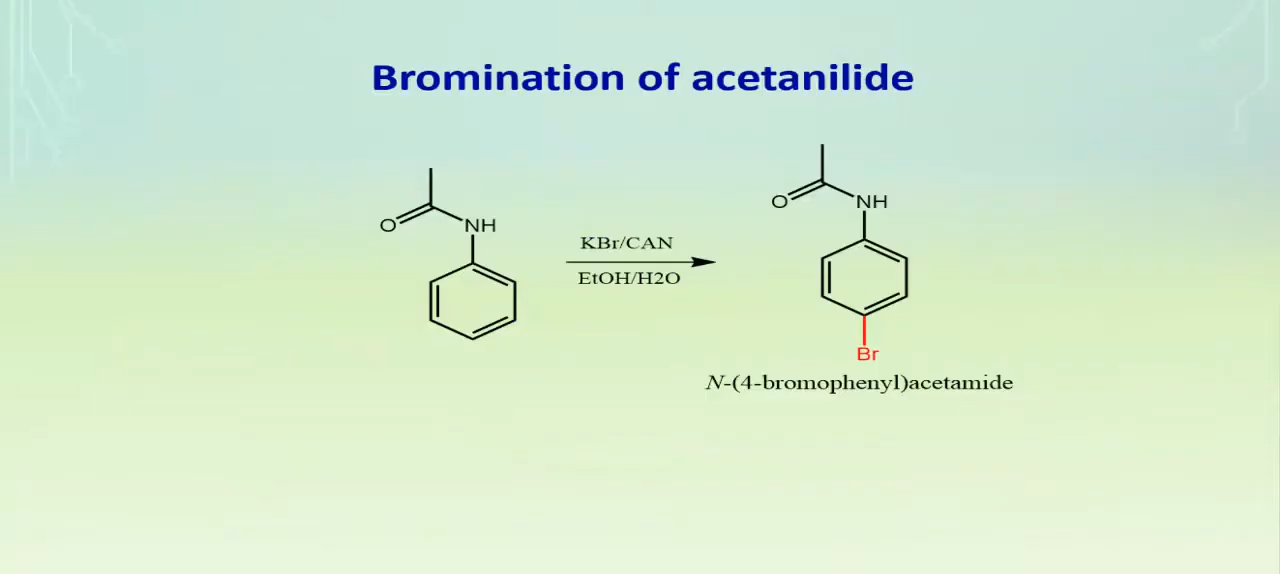 Bromination of acetanilide
O
NH
KBr/CAN
EtOH/H2O
O
NH
Br
N-(4-bromophenyl)acetamide